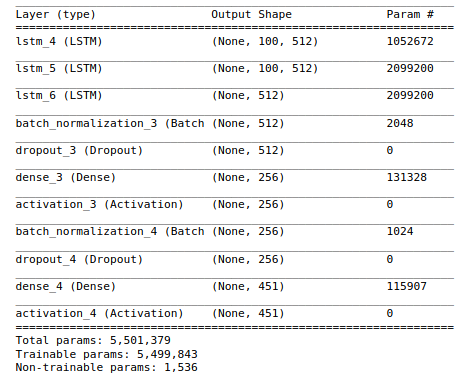 Layer (type) Output Shape Param #
lstm_4 (LSTM) (None, 100, 512) 1052672
lstm_5 (LSTM) (None, 100, 512) 2099200
lstm_6 (LSTM) (None, 512) 2099200
batch_normalization_3 (Batch (None, 512) 2048
dropout_3 (Dropout) (None, 512) 0
dense_3 (Dense) (None, 256) 131328
activation_3 (Activation) (None, 256) 0
batch_normalization_4 (Batch (None, 256) 1024
dropout_4 (Dropout) (None, 256) 0
dense_4 (Dense) (None, 451) 115907
activation_4 (Activation) (None, 451) 0
Total params: 5,501,379
Trainable params: 5,499,843
Non-trainable params: 1,536